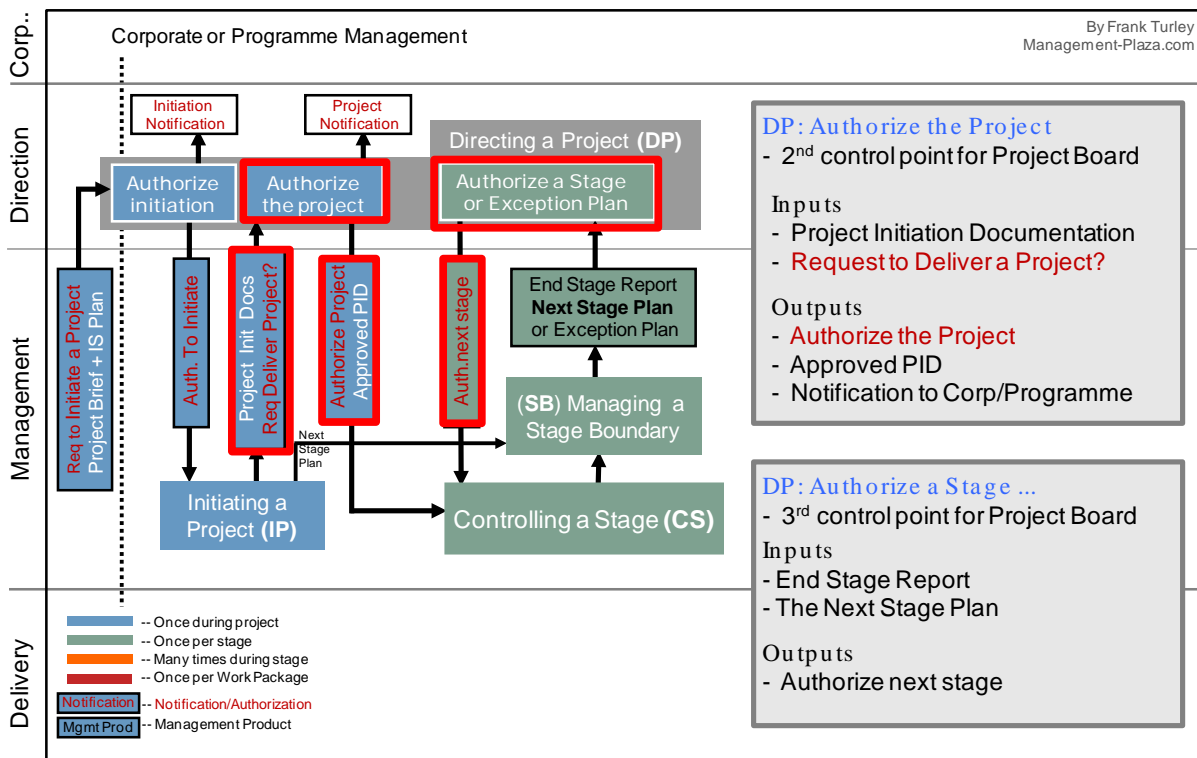 Corp..
Corporate or Programme Management
By Frank Turley
Management-Plaza.com
Direction
Initiation
Notification
Project
Notification
Directing a Project (DP)
Authorize
initiation
Authorize
the project
Authorize a Stage
or Exception Plan
Management
Req to Initiate a Project
Project Brief + IS Plan
Auth. To Initiate
Project Init Docs
Req Deliver Project?
Authorize Project
Approved PID
Auth.next stage
End Stage Report
Next Stage Plan
or Exception Plan
(SB) Managing a
Stage Boundary
Next
Stage
Plan
Initiating a
Project (IP)
Controlling a Stage (CS)
Delivery
-- Once during project
-- Once per stage
-- Many times during stage
-- Once per Work Package
Notification -- Notification/Authorization
Mgmt Prod -- Management Product
DP: Authorize the Project
- 2nd control point for Project Board
Inputs
- Project Initiation Documentation
- Request to Deliver a Project?
Outputs
- Authorize the Project
- Approved PID
- Notification to Corp/Programme
DP: Authorize a Stage ...
- 3rd control point for Project Board
Inputs
- End Stage Report
- The Next Stage Plan
Outputs
- Authorize next stage